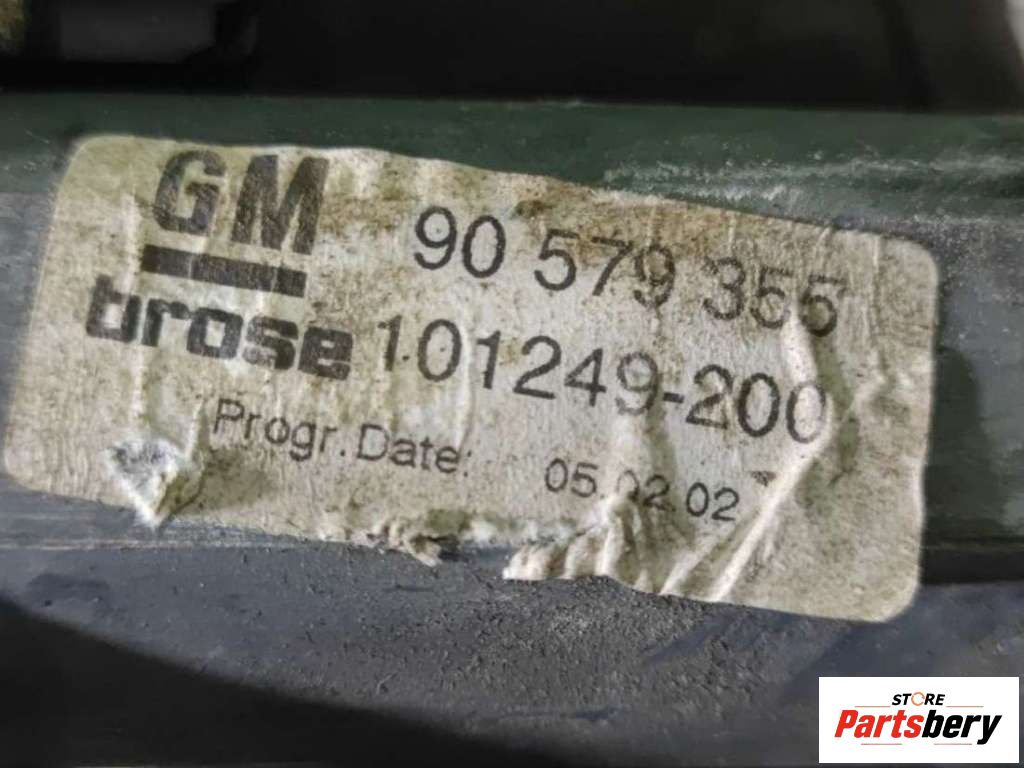 GM
90 579 355
brose 101249-200
Progr.Date: 05.02.02
STORE
Partsbery